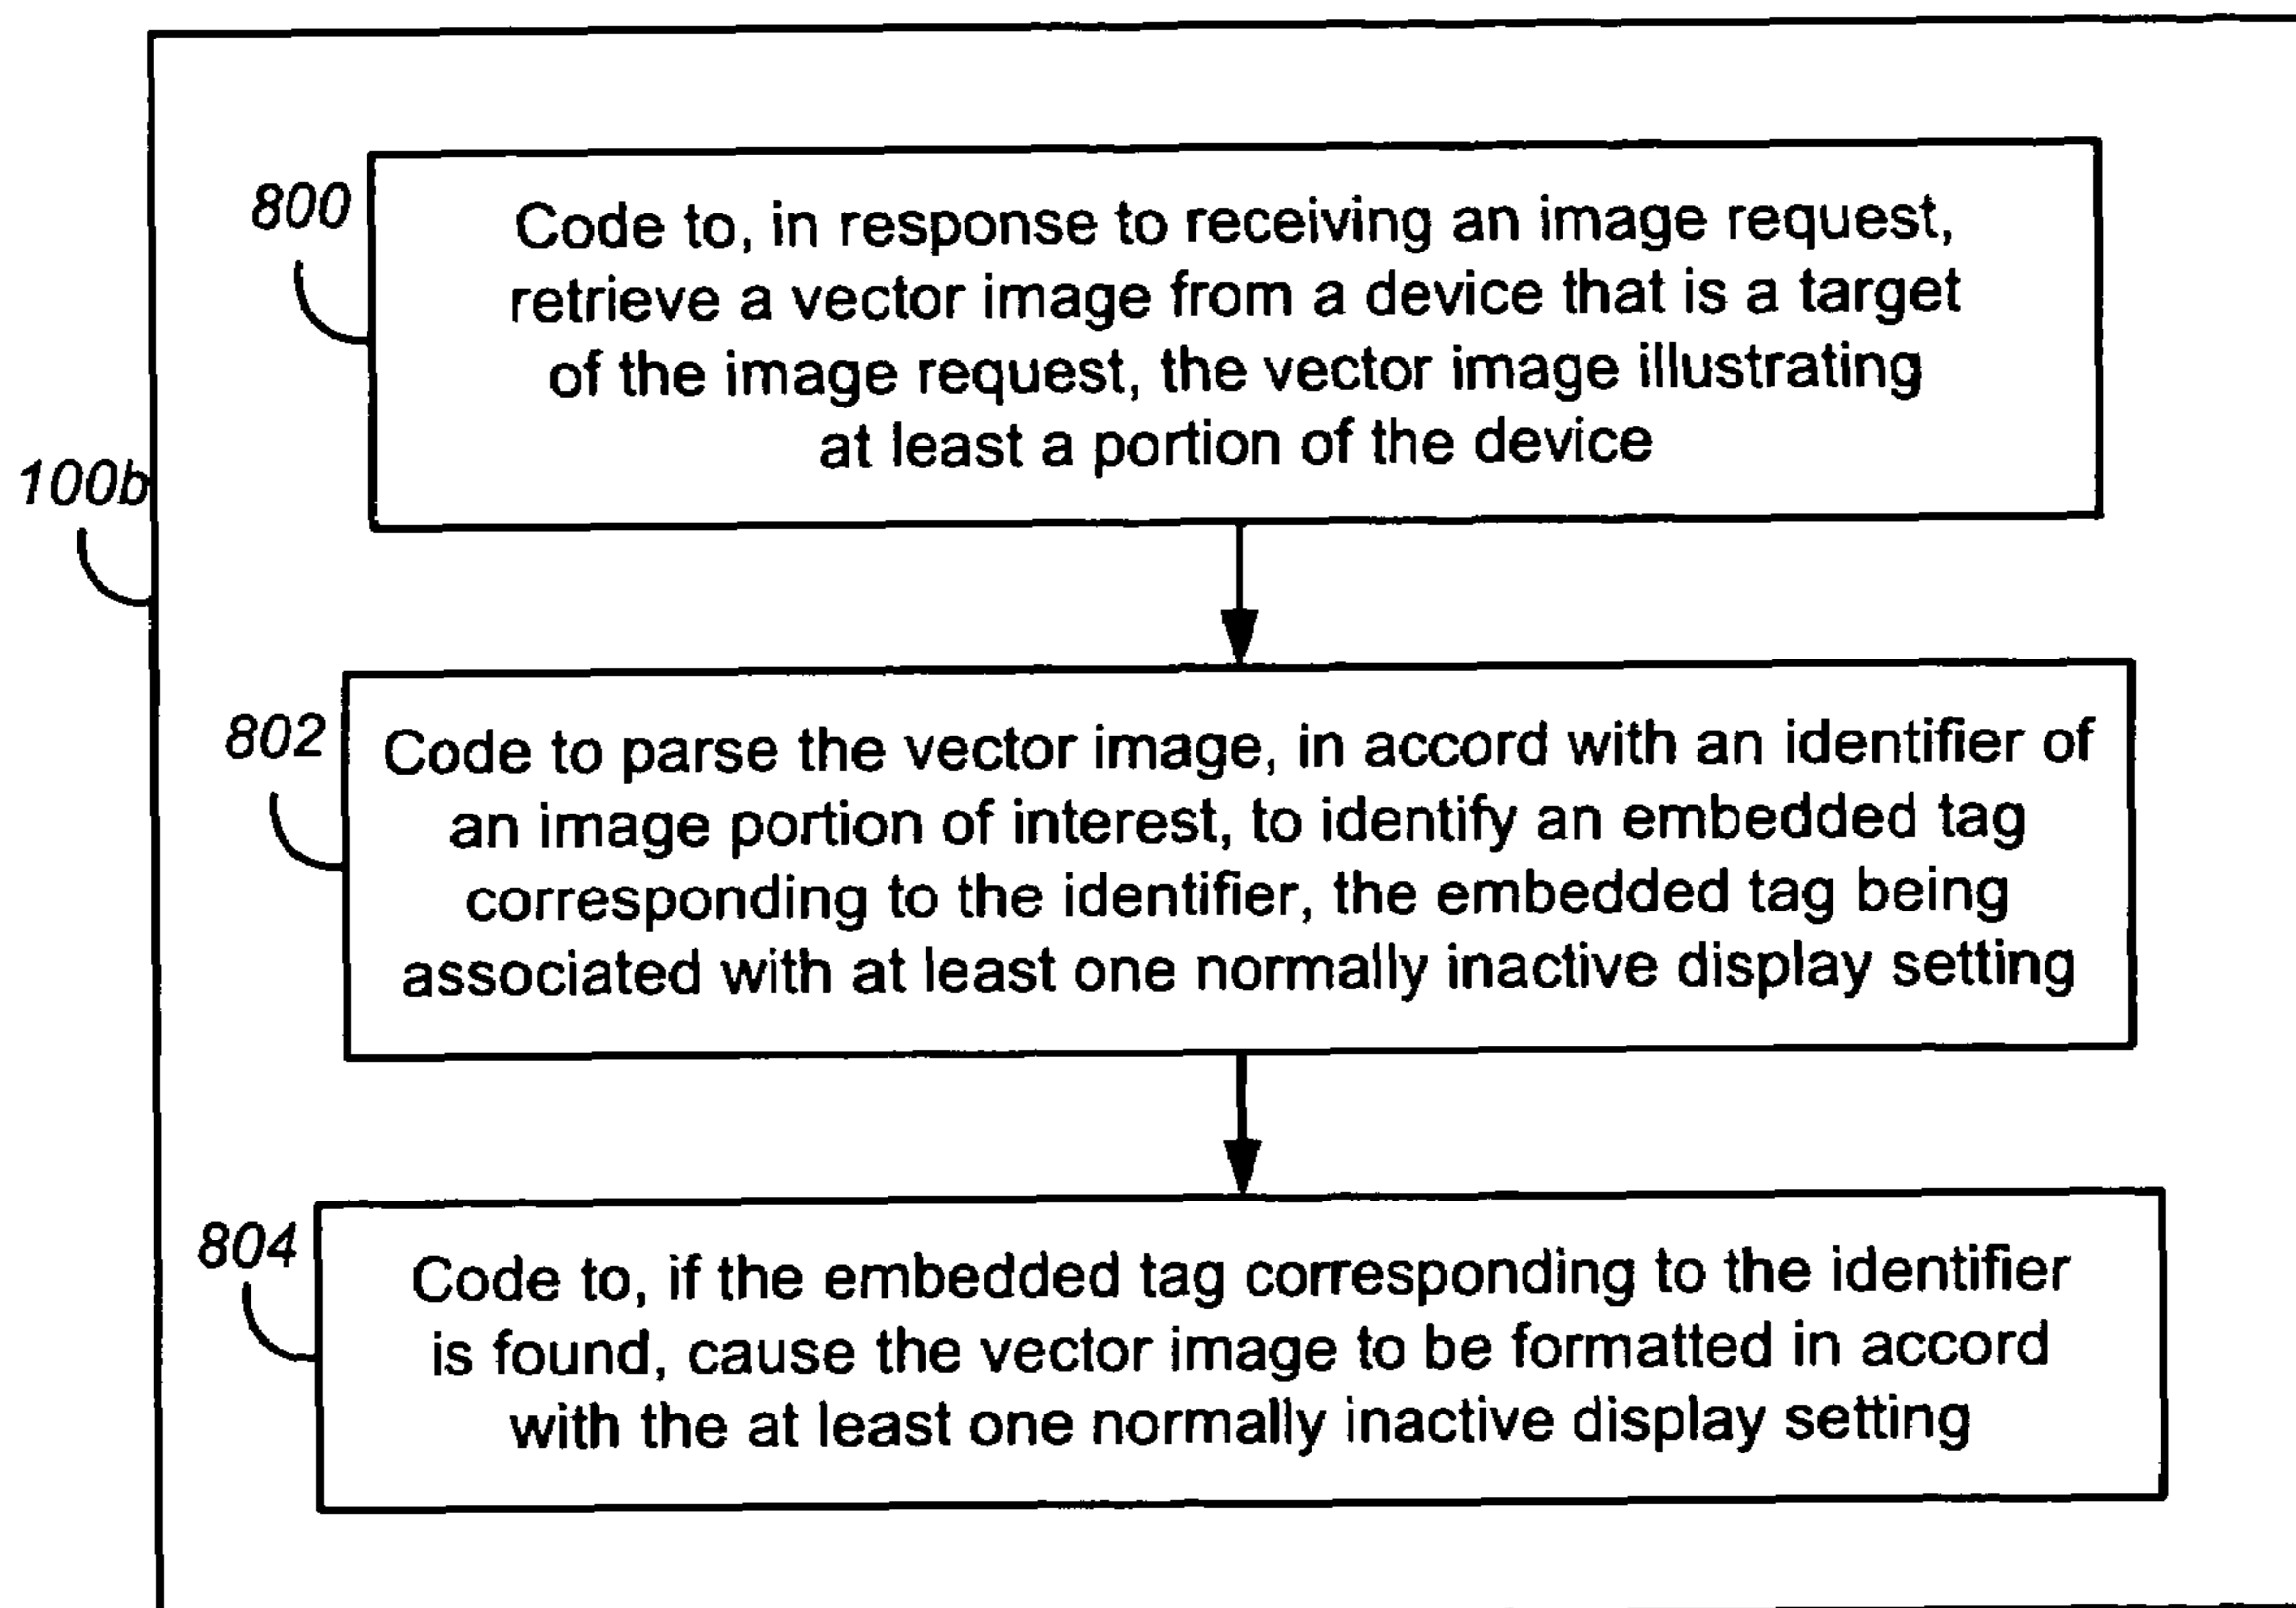 800
Code to, in response to receiving an image request,
retrieve a vector image from a device that is a target
of the image request, the vector image illustrating
at least a portion of the device
100b
802
Code to parse the vector image, in accord with an identifier of
an image portion of interest, to identify an embedded tag
corresponding to the identifier, the embedded tag being
associated with at least one normally inactive display setting
804
Code to, if the embedded tag corresponding to the identifier
is found, cause the vector image to be formatted in accord
with the at least one normally inactive display setting